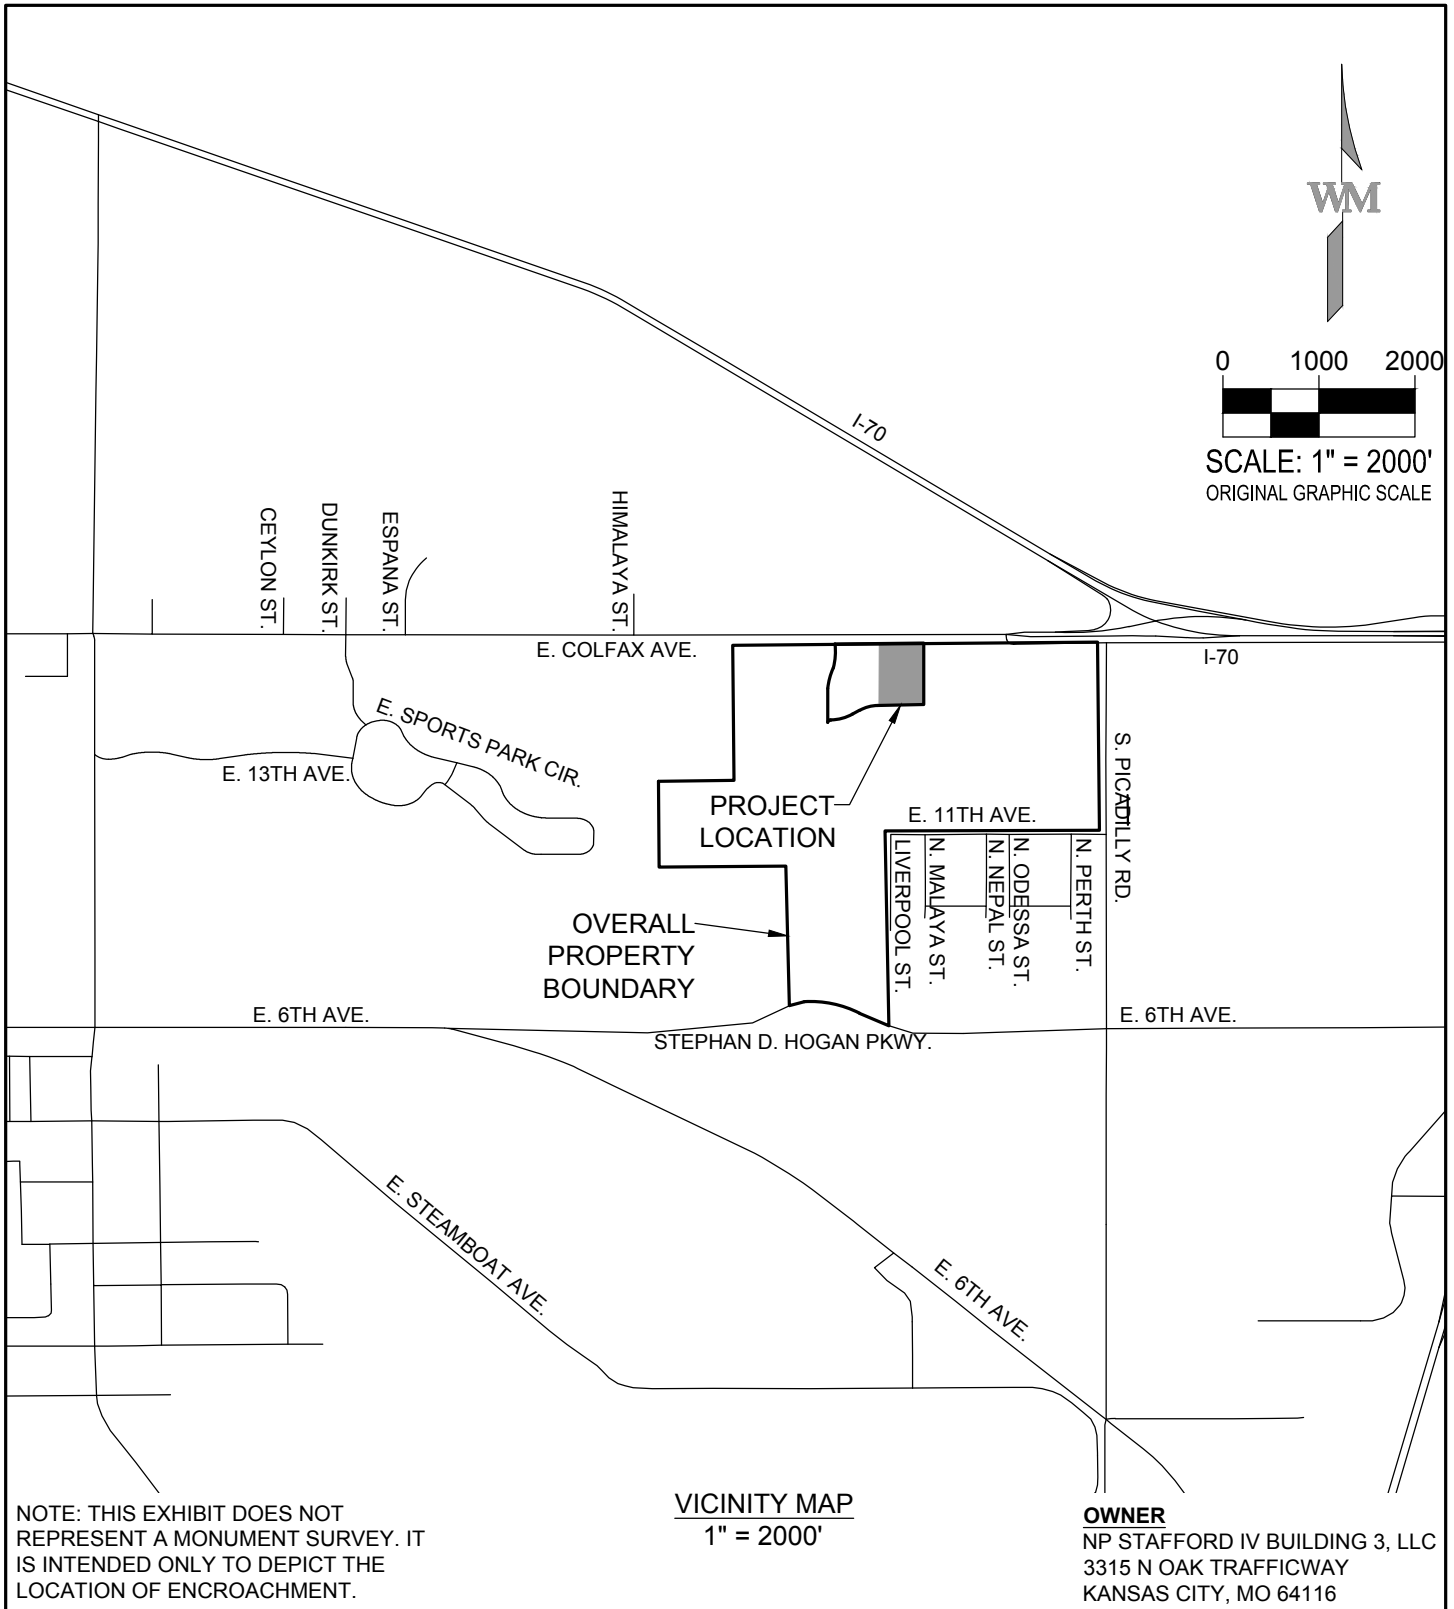 WM
0 1000 2000
SCALE: 1" = 2000'
ORIGINAL GRAPHIC SCALE
I-70
CEYLON ST.
DUNKIRK ST.
ESPANA ST.
HIMALAYA ST.
E. COLFAX AVE.
I-70
E. SPORTS PARK CIR.
E. 13TH AVE.
S. PICADILLY RD.
PROJECT
LOCATION
E. 11TH AVE.
LIVERPOOL ST.
N. MALAYA ST.
N. NEPAL ST.
N. ODESSA ST.
N. PERTH ST.
OVERALL
PROPERTY
BOUNDARY
E. 6TH AVE.
E. 6TH AVE.
STEPHAN D. HOGAN PKWY.
E. STEAMBOAT AVE.
E. 6TH AVE.
NOTE: THIS EXHIBIT DOES NOT
REPRESENT A MONUMENT SURVEY. IT
IS INTENDED ONLY TO DEPICT THE
LOCATION OF ENCROACHMENT.
VICINITY MAP
1" = 2000'
OWNER
NP STAFFORD IV BUILDING 3, LLC
3315 N OAK TRAFFICWAY
KANSAS CITY, MO 64116